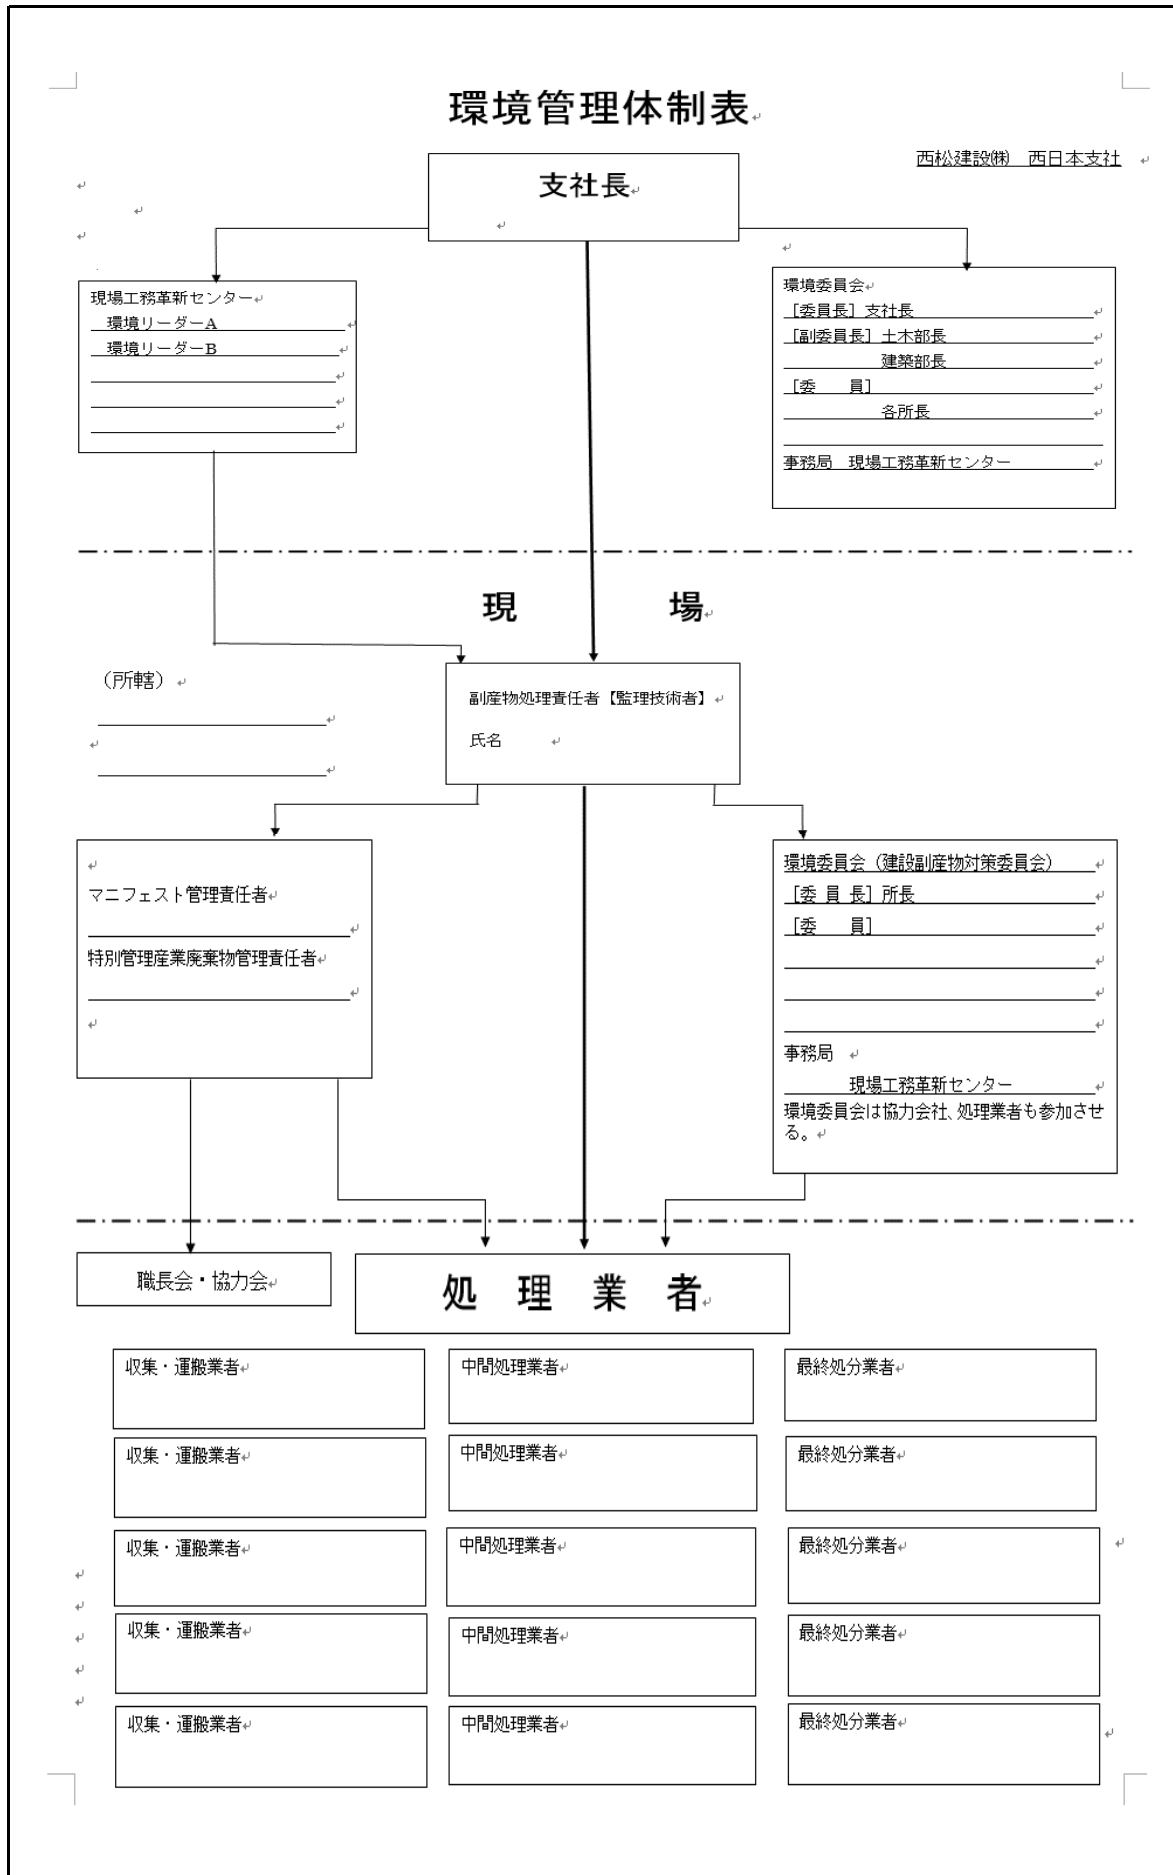 環境管理体制表
西松建設㈱　西日本支社
支社長
現場工務革新センター
環境リーダーA
環境リーダーB
環境委員会
［委員長］支社長
［副委員長］土木部長
建築部長
［委　　員］
各所長
事務局　現場工務革新センター
現　　　場
（所轄）
副産物処理責任者【監理技術者】
氏名
マニフェスト管理責任者
特別管理産業廃棄物管理責任者
環境委員会（建設副産物対策委員会）
［委 員 長］所長
［委　　員］
事務局
現場工務革新センター
環境委員会は協力会社、処理業者も参加させ
る。
職長会・協力会
処　理　業　者
収集・運搬業者
中間処理業者
最終処分業者
収集・運搬業者
中間処理業者
最終処分業者
収集・運搬業者
中間処理業者
最終処分業者
収集・運搬業者
中間処理業者
最終処分業者
収集・運搬業者
中間処理業者
最終処分業者